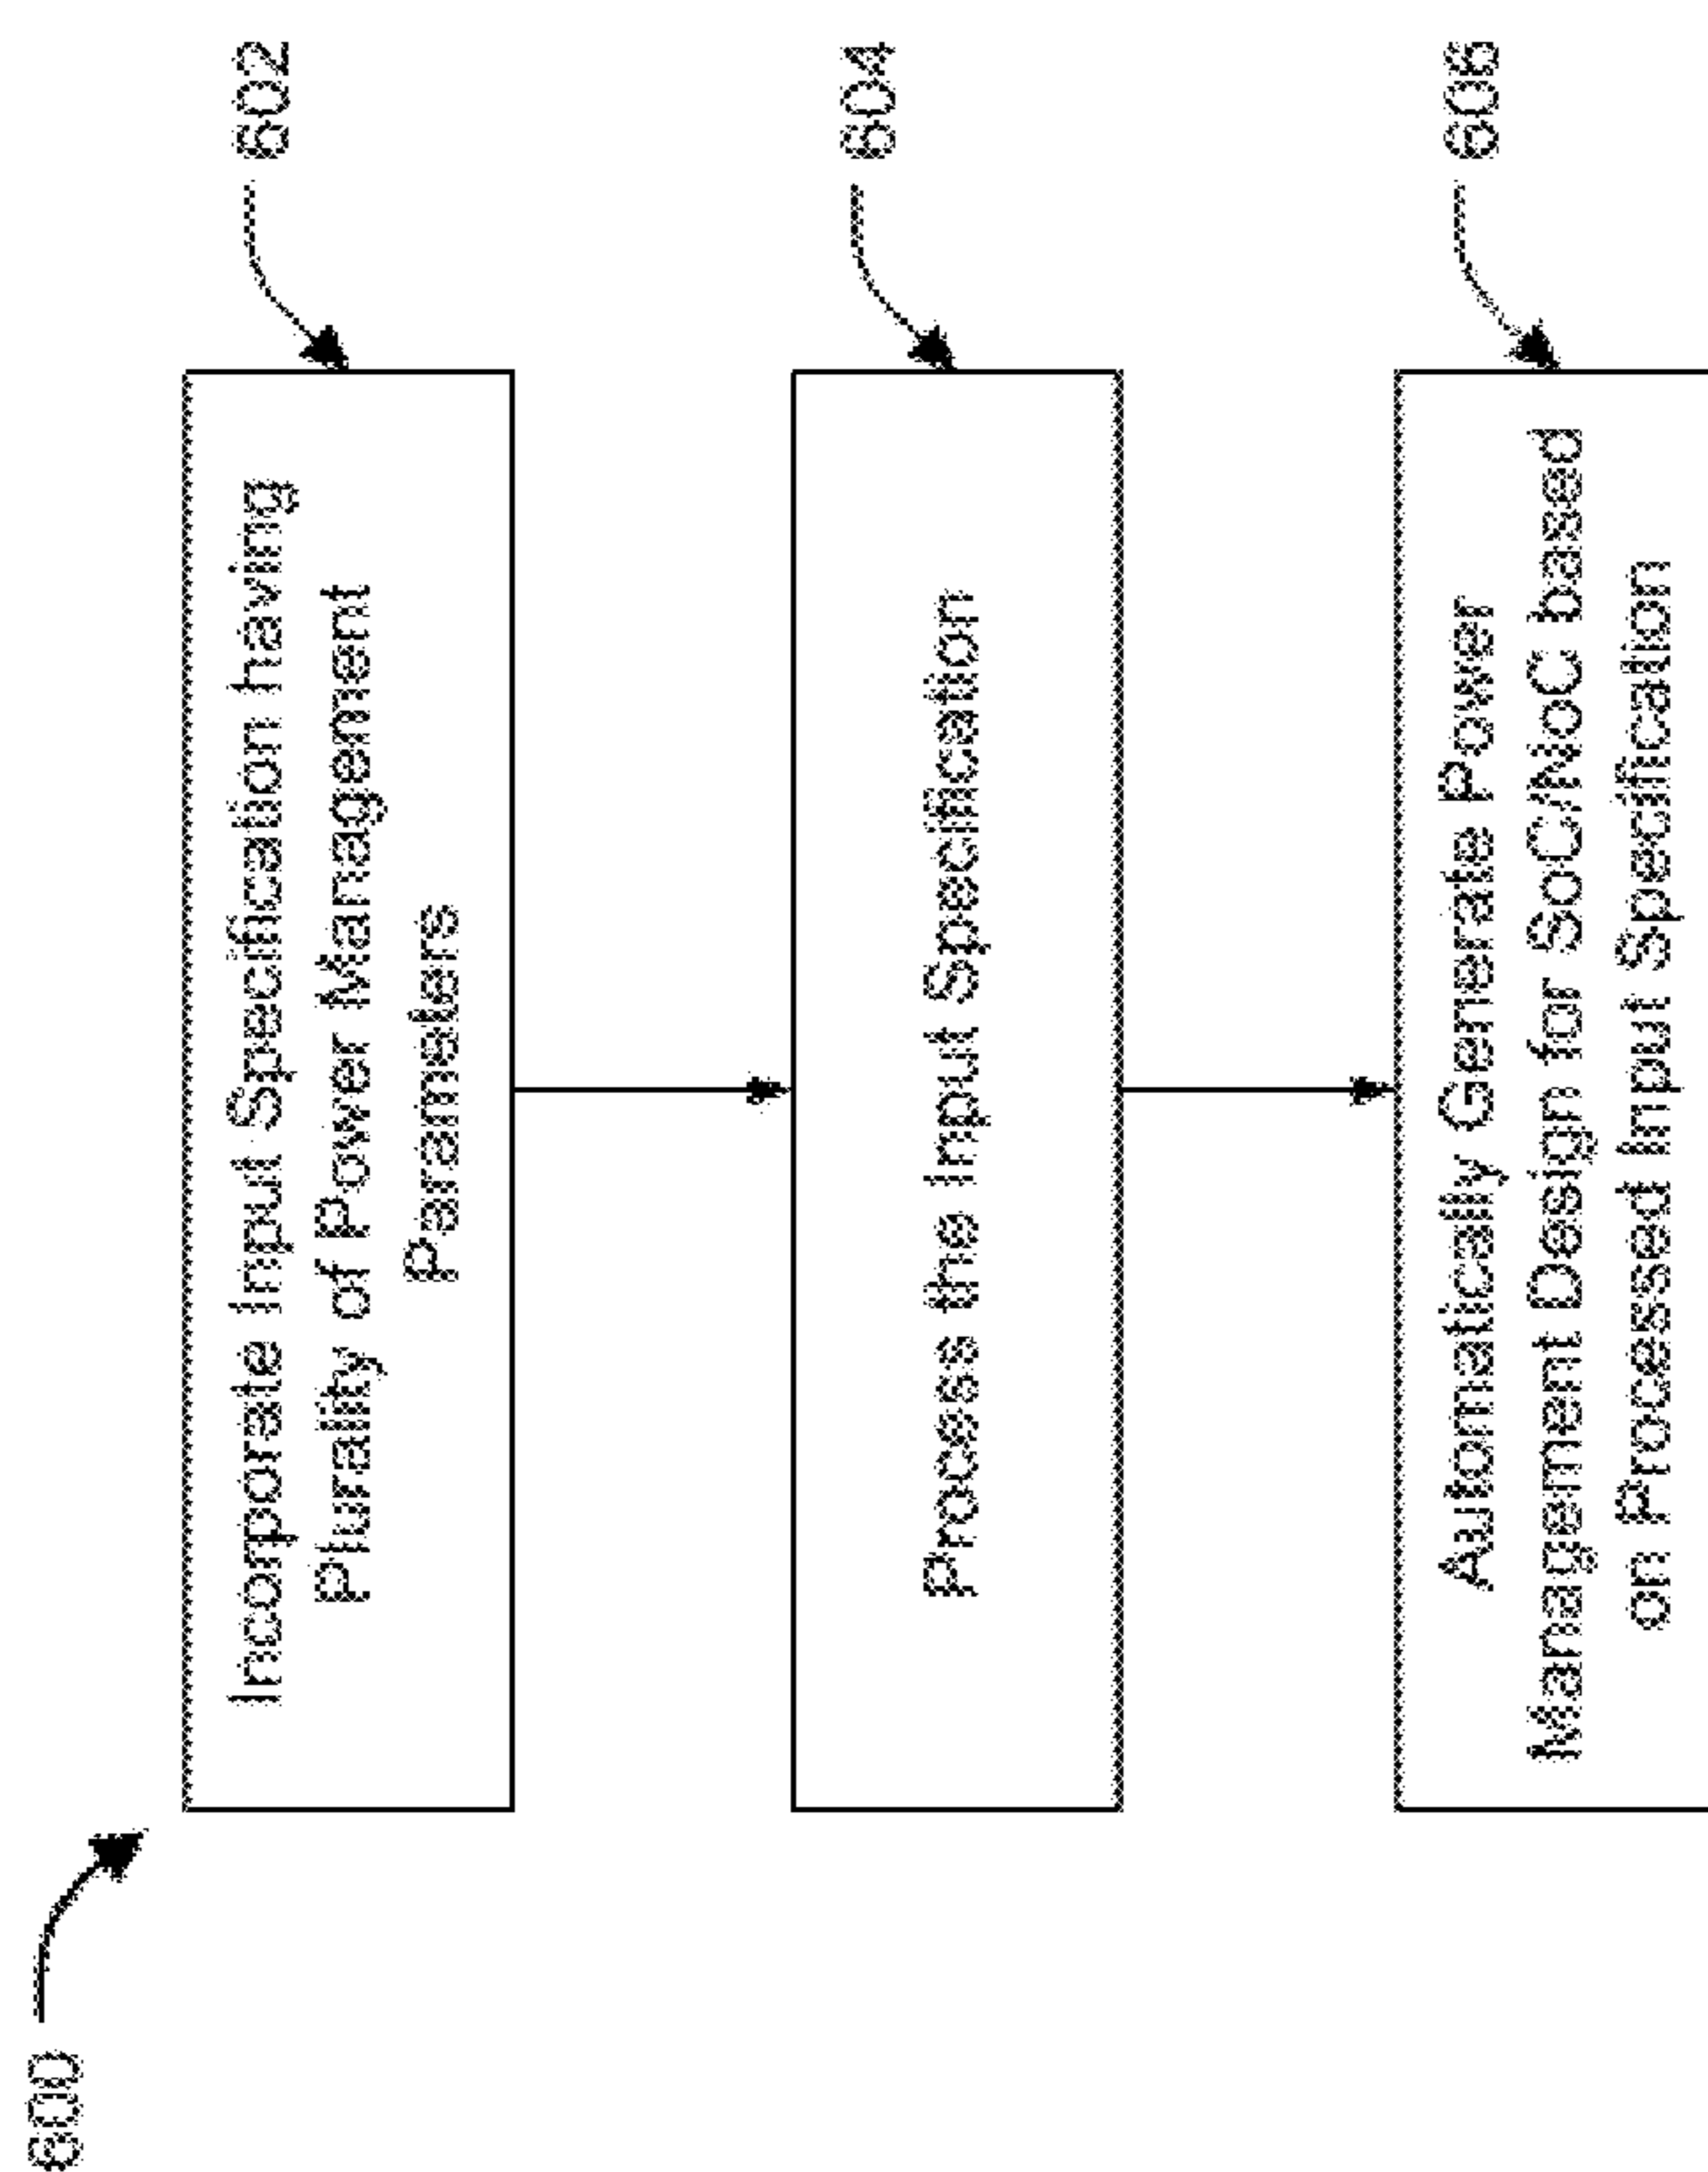 600
Incorporate Input Specification having
Plurality of Power Management
Parameters
602
Process the Input Specification
604
Automatically Generate Power
Management Design for SoC/NoC based
on Processed Input Specification
606